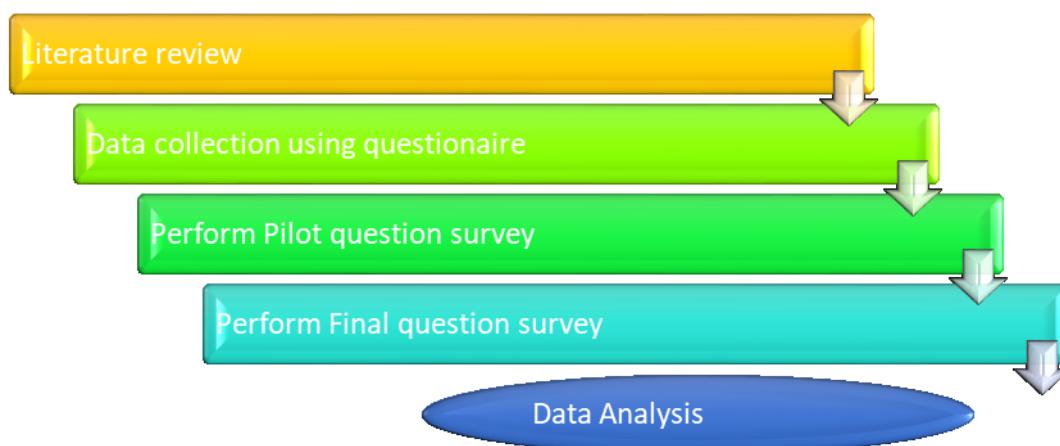 Literature review
Data collection using questionaire
Perform Pilot question survey
Perform Final question survey
Data Analysis